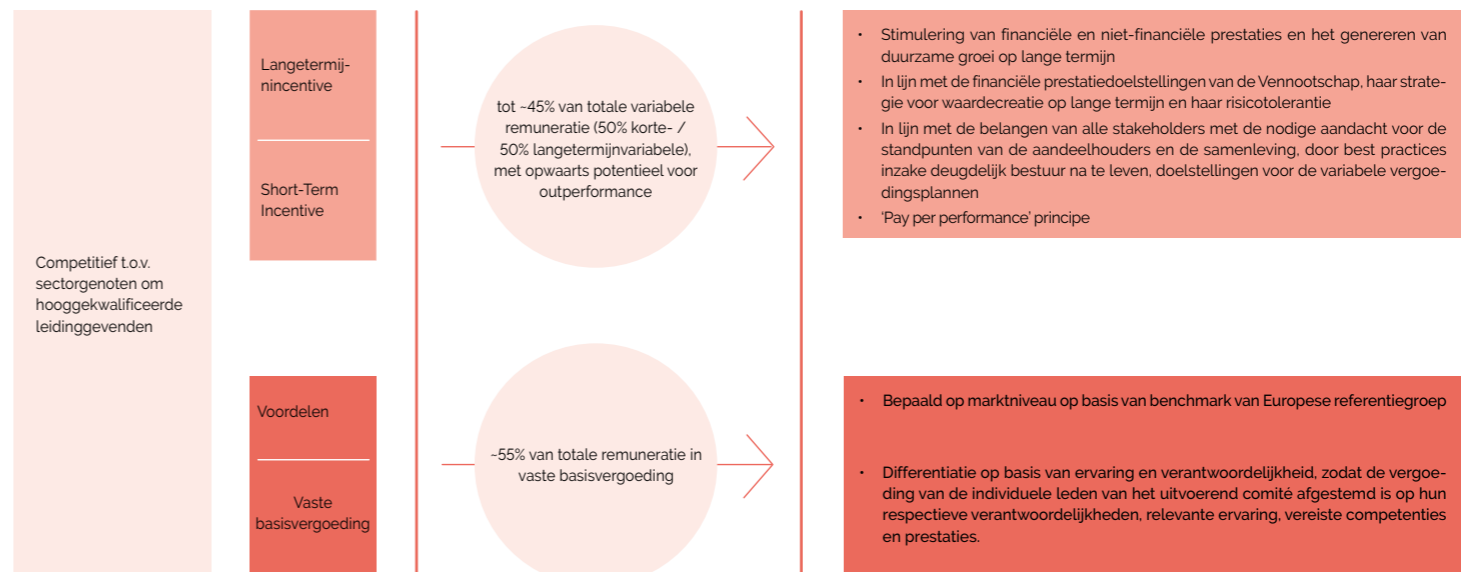 Competitief t.o.v.
sectorgenoten om
hooggekwalificeerde
leidinggevenden
Langetermij-
nincentive
Short-Term
Incentive
tot ~45% van totale variabele
remuneratie (50% korte- /
50% langetermijnvariabele),
met opwaarts potentieel voor
outperformance
• Stimulering van financiële en niet-financiële prestaties en het genereren van
duurzame groei op lange termijn
• In lijn met de financiële prestatiedoelstellingen van de Vennootschap, haar strate-
gie voor waardecreatie op lange termijn en haar risicotolerantie
• In lijn met de belangen van alle stakeholders met de nodige aandacht voor de
standpunten van de aandeelhouders en de samenleving, door best practices
inzake deugdelijk bestuur na te leven, doelstellingen voor de variabele vergoe-
dingsplannen
• ‘Pay per performance’ principe
Voordelen
Vaste
basisvergoeding
~55% van totale remuneratie in
vaste basisvergoeding
• Bepaald op marktniveau op basis van benchmark van Europese referentiegroep
• Differentiatie op basis van ervaring en verantwoordelijkheid, zodat de vergoe-
ding van de individuele leden van het uitvoerend comité afgestemd is op hun
respectieve verantwoordelijkheden, relevante ervaring, vereiste competenties
en prestaties.